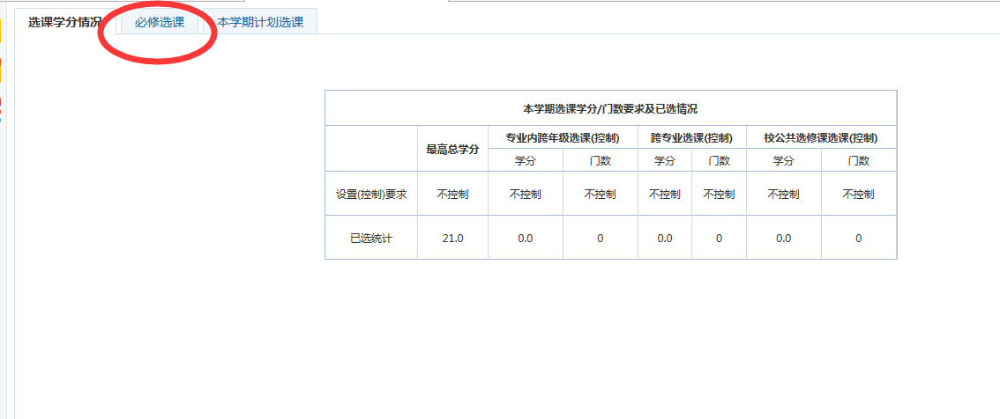 选课学分情况 必修选课 本学期计划选课
本学期选课学分/门数要求及已选情况
最高总学分 专业内跨年级选课(控制) 跨专业选课(控制) 校公共选修课选课(控制)
学分 门数 学分 门数 学分 门数
设置(控制)要求 不控制 不控制 不控制 不控制 不控制 不控制 不控制
已选统计 21.0 0.0 0 0.0 0 0.0 0